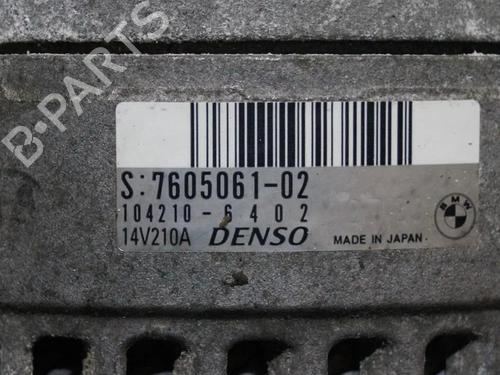 B-PARTS
S:7605061-02
104210-6402
14V210A DENSO MADE IN JAPAN
BMW